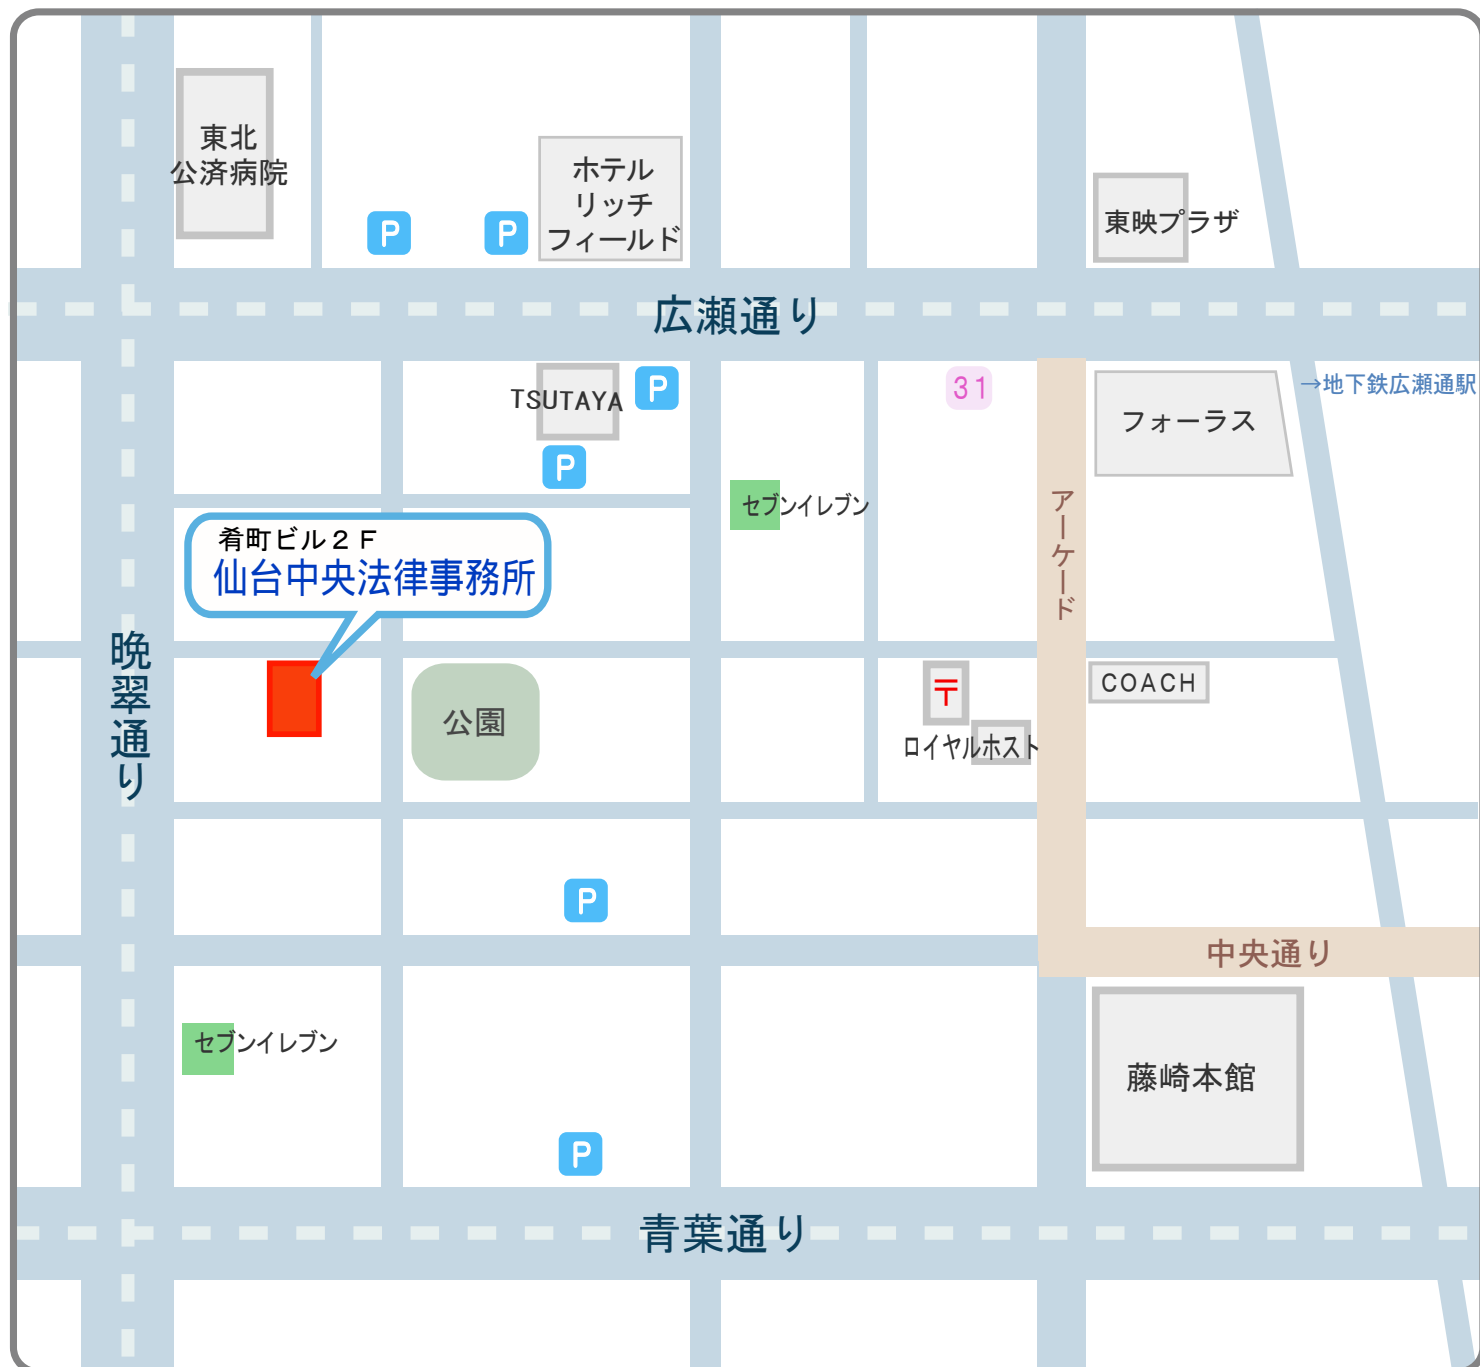 東北
公済病院
ホテル
リッチ
フィールド
P
P
東映プラザ
広瀬通り
TSUTAYA
P
31
→地下鉄広瀬通駅
フォーラス
P
セブンイレブン
アーケード
肴町ビル2F
仙台中央法律事務所
晩翠通り
公園
〒
COACH
ロイヤルホスト
P
中央通り
セブンイレブン
藤崎本館
P
青葉通り